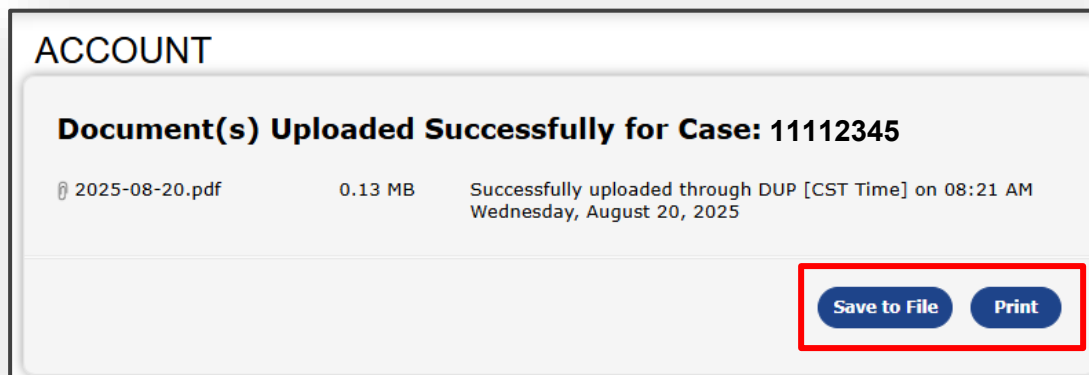 ACCOUNT
Document(s) Uploaded Successfully for Case: 11112345
2025-08-20.pdf 0.13 MB Successfully uploaded through DUP [CST Time] on 08:21 AM
Wednesday, August 20, 2025
Save to File Print